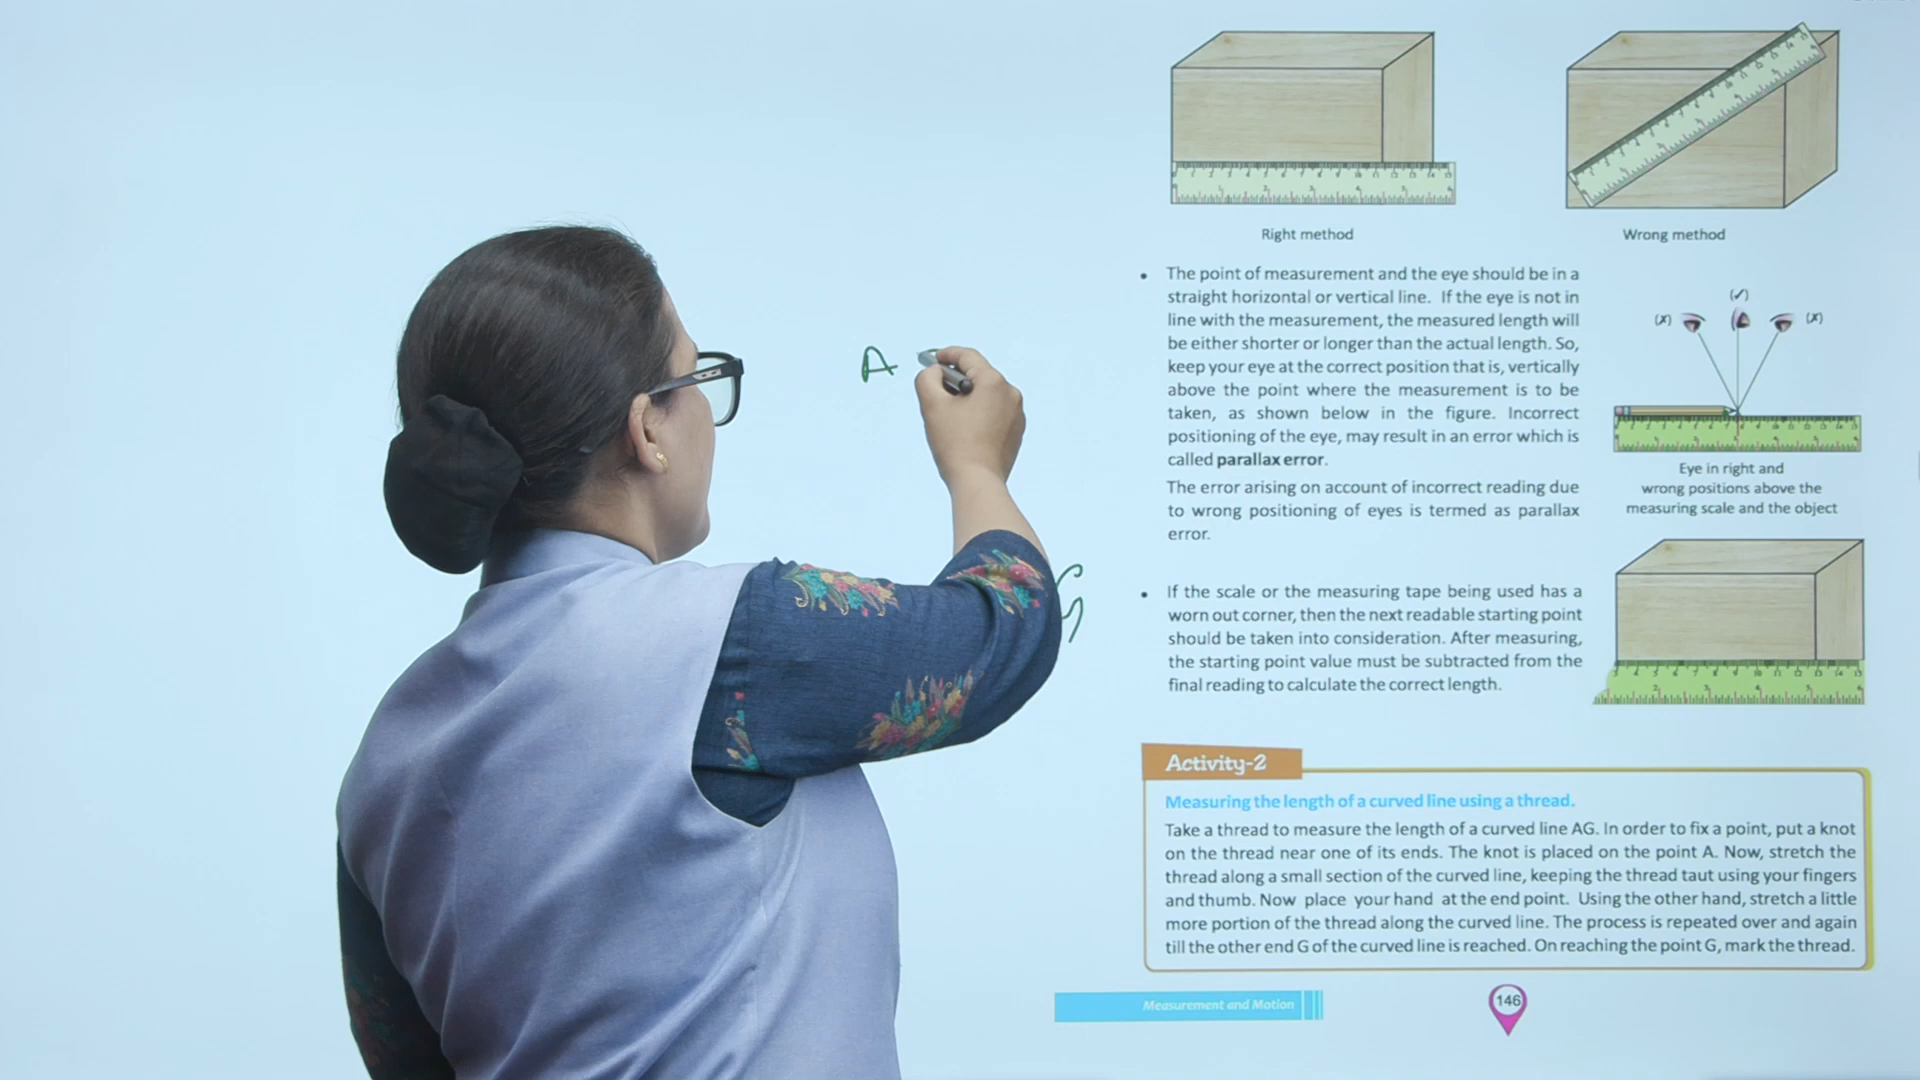 A
Right method
Wrong method
• The point of measurement and the eye should be in a
straight horizontal or vertical line. If the eye is not in
line with the measurement, the measured length will
be either shorter or longer than the actual length. So,
keep your eye at the correct position that is, vertically
above the point where the measurement is to be
taken, as shown below in the figure. Incorrect
positioning of the eye, may result in an error which is
called parallax error.
The error arising on account of incorrect reading due
to wrong positioning of eyes is termed as parallax
error.
(✓)
(✗)
(✗)
Eye in right and
wrong positions above the
measuring scale and the object
• If the scale or the measuring tape being used has a
worn out corner, then the next readable starting point
should be taken into consideration. After measuring,
the starting point value must be subtracted from the
final reading to calculate the correct length.
Activity-2
Measuring the length of a curved line using a thread.
Take a thread to measure the length of a curved line AG. In order to fix a point, put a knot
on the thread near one of its ends. The knot is placed on the point A. Now, stretch the
thread along a small section of the curved line, keeping the thread taut using your fingers
and thumb. Now place your hand at the end point. Using the other hand, stretch a little
more portion of the thread along the curved line. The process is repeated over and again
till the other end G of the curved line is reached. On reaching the point G, mark the thread.
Measurement and Motion
146